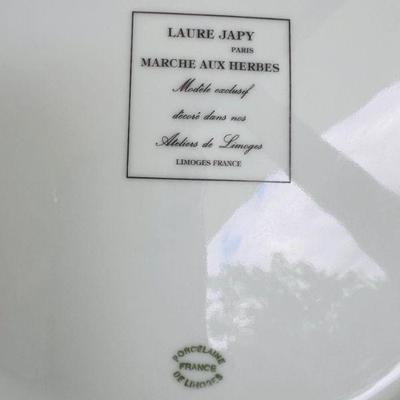 LAURE JAPY
PARIS
MARCHE AUX HERBES
Modèle exclusif
décoré dans nos
Ateliers de Limoges
LIMOGES FRANCE
PORCELAINE
FRANCE
DE LIMOGES